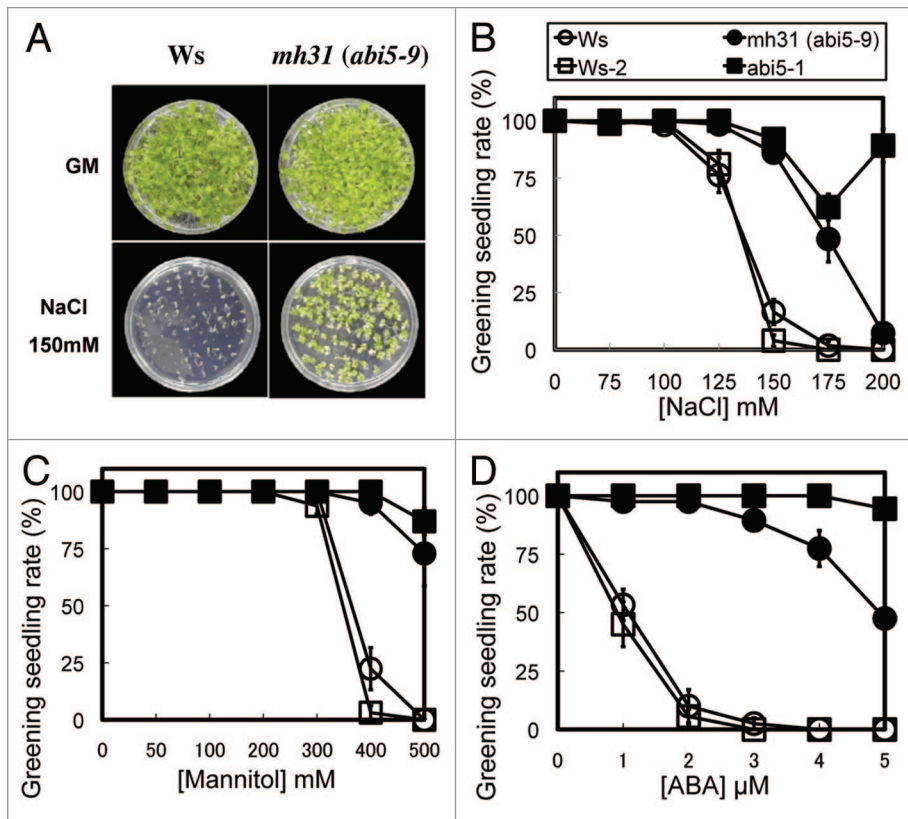 A
Ws
mh31 (abi5-9)
GM
NaCl
150mM
B
Ws
mh31 (abi5-9)
Ws-2
abi5-1
Greening seedling rate (%)
100
75
50
25
0
0 75 100 125 150 175 200
[NaCl] mM
C
Greening seedling rate (%)
100
75
50
25
0
0 50 100 200 300 400 500
[Mannitol] mM
D
Greening seedling rate (%)
100
75
50
25
0
0 1 2 3 4 5
[ABA] µM